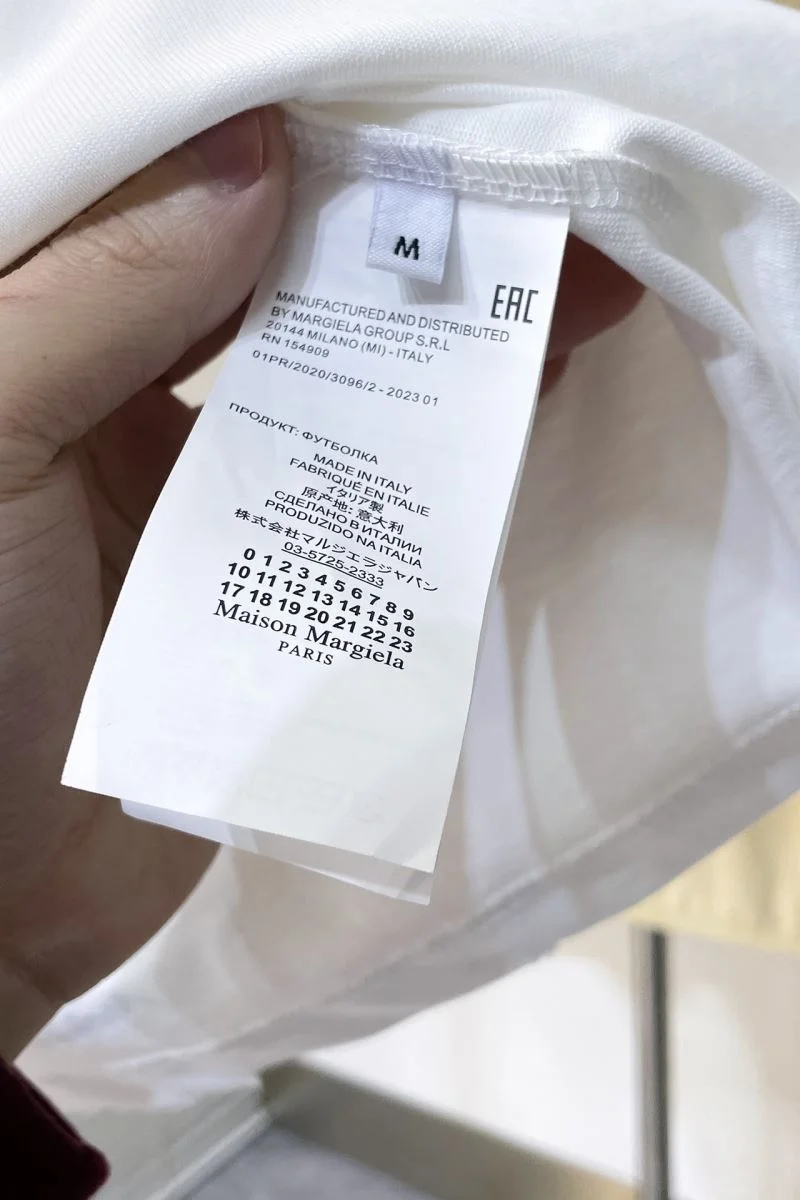 M
EAC
MANUFACTURED AND DISTRIBUTED
BY MARGIELA GROUP S.R.L
20144 MILANO (MI) - ITALY
RN 154909
01PR/2020/3096/2 - 2023 01
ПРОДУКТ: ФУТБОЛКА
MADE IN ITALY
FABRIQUÉ EN ITALIE
イタリア製
原产地: 意大利
СДЕЛАНО В ИТАЛИИ
PRODUZIDO NA ITALIA
株式会社マルジェラジャパン
03-5725-2333
0 1 2 3 4 5 6 7 8 9
10 11 12 13 14 15 16
17 18 19 20 21 22 23
Maison Margiela
PARIS